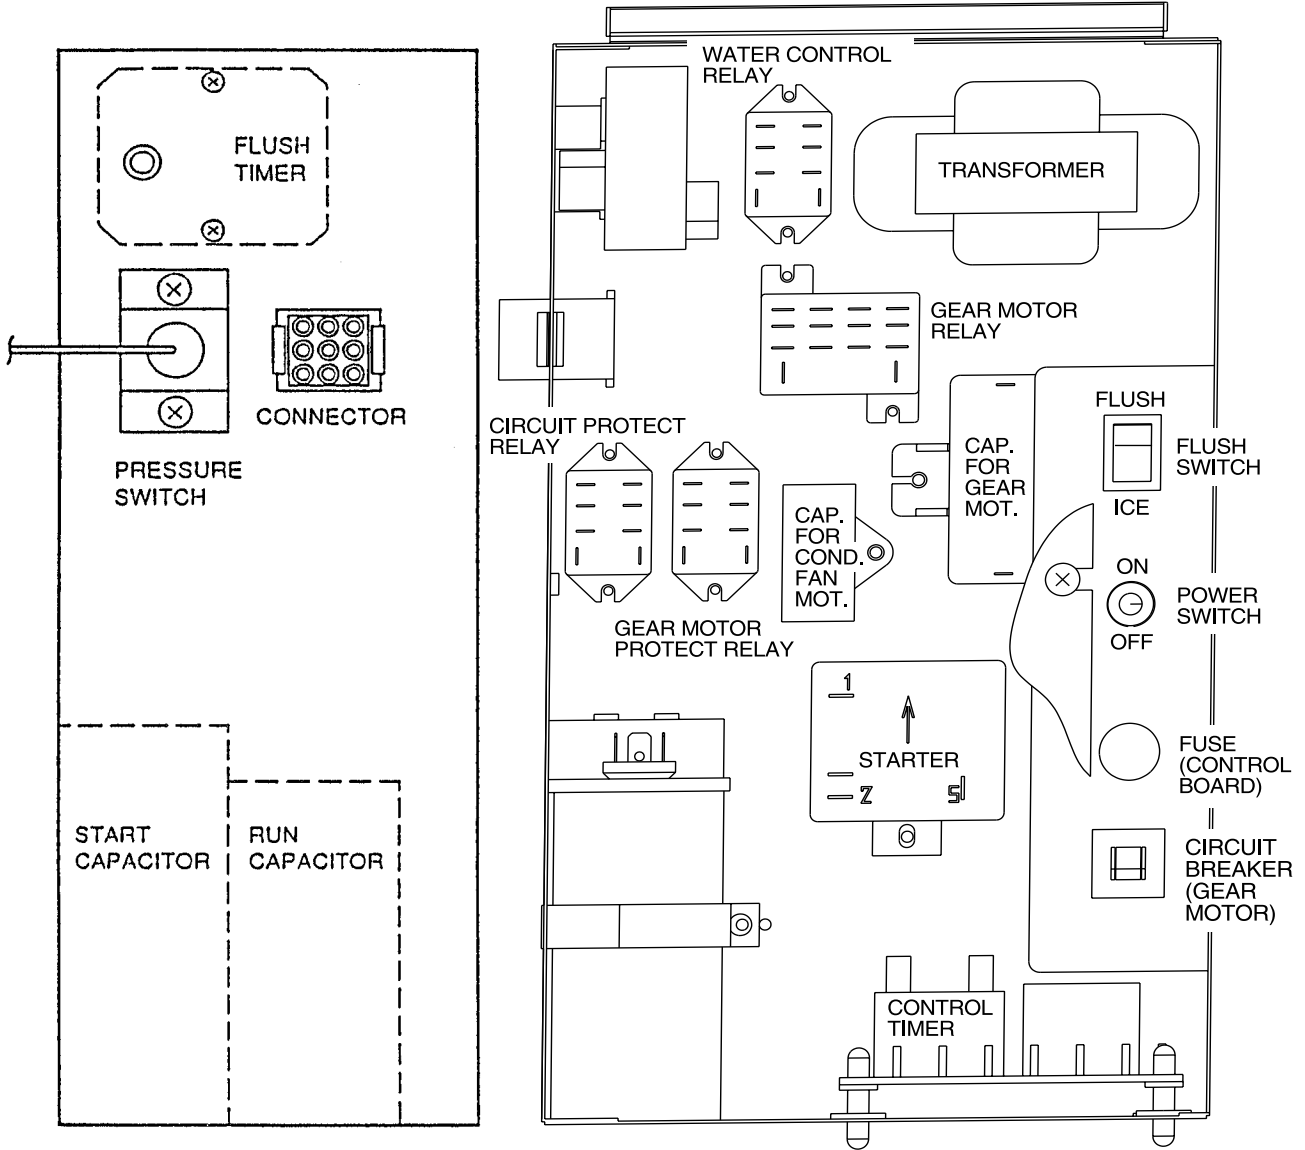 FLUSH
TIMER
CONNECTOR
PRESSURE
SWITCH
START
CAPACITOR
RUN
CAPACITOR
WATER CONTROL
RELAY
TRANSFORMER
GEAR MOTOR
RELAY
CIRCUIT PROTECT
RELAY
GEAR MOTOR
PROTECT RELAY
CAP.
FOR
COND.
FAN
MOT.
CAP.
FOR
GEAR
MOT.
FLUSH
ICE
FLUSH
SWITCH
ON
OFF
POWER
SWITCH
1
STARTER
2
5
FUSE
(CONTROL
BOARD)
CIRCUIT
BREAKER
(GEAR
MOTOR)
CONTROL
TIMER